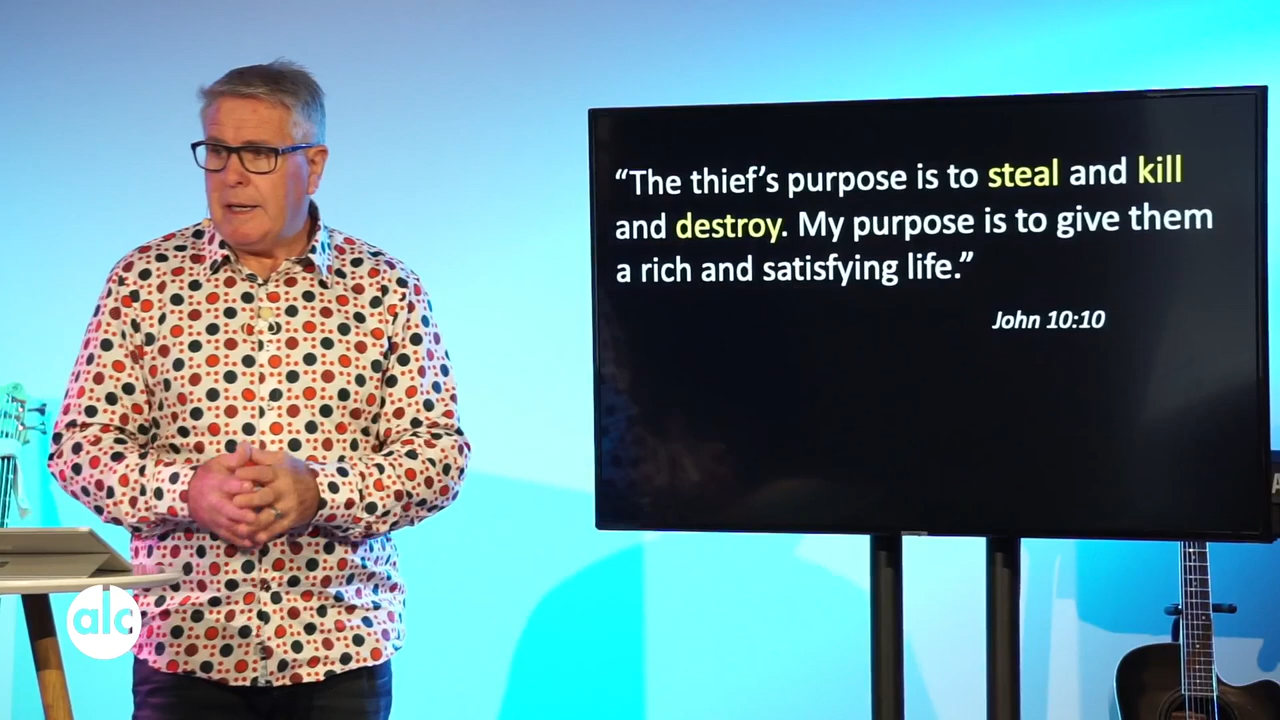 “The thief’s purpose is to steal and kill
and destroy. My purpose is to give them
a rich and satisfying life.”
John 10:10
alc